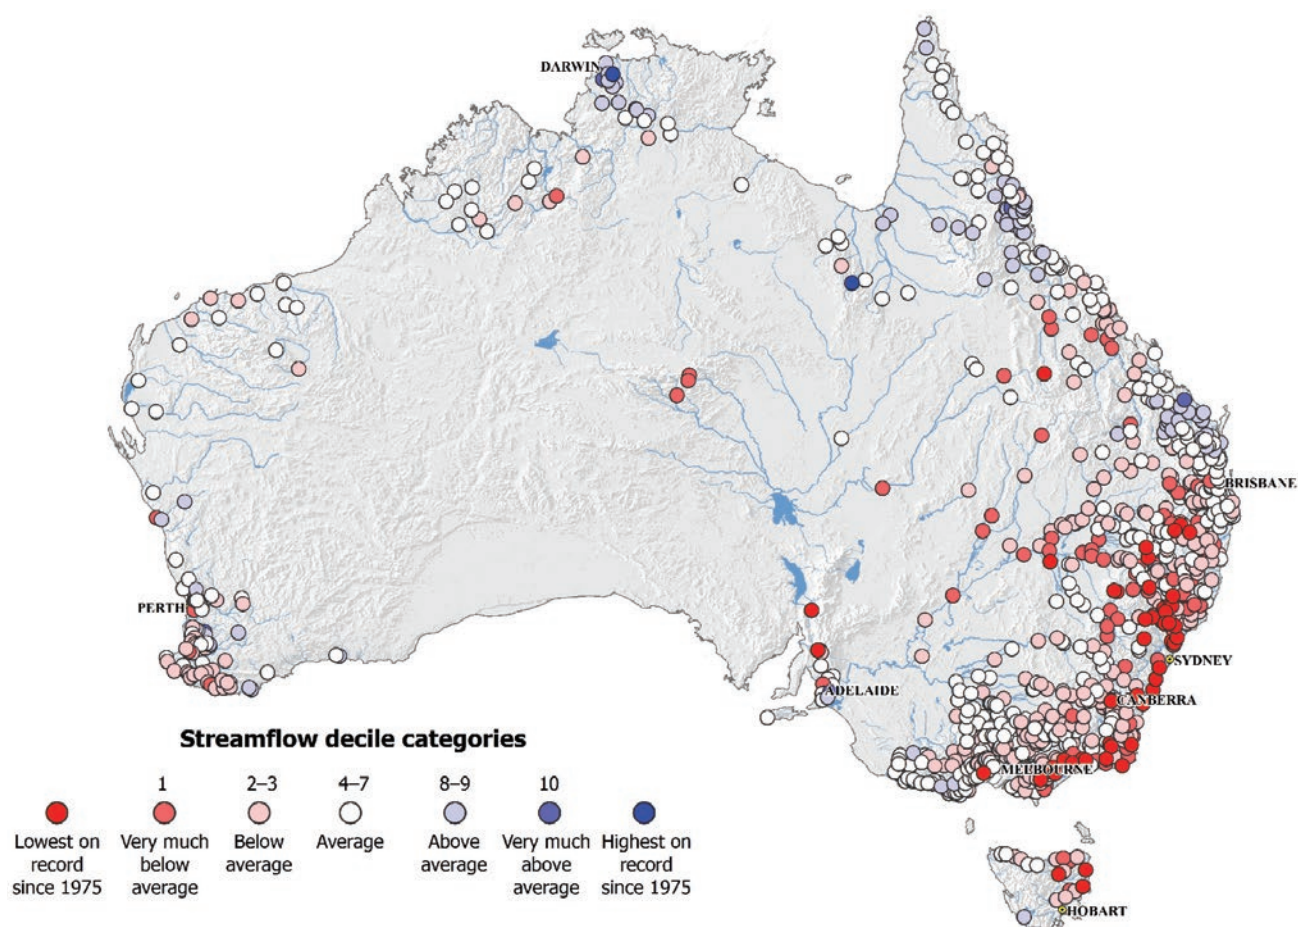 DARWIN
BRISBANE
PERTH
SYDNEY
ADELAIDE
CANBERRA
MELBOURNE
HOBART
Streamflow decile categories
1
2–3
4–7
8–9
10
Lowest on
record
since 1975
Very much
below
average
Below
average
Average
Above
average
Very much
above
average
Highest on
record
since 1975